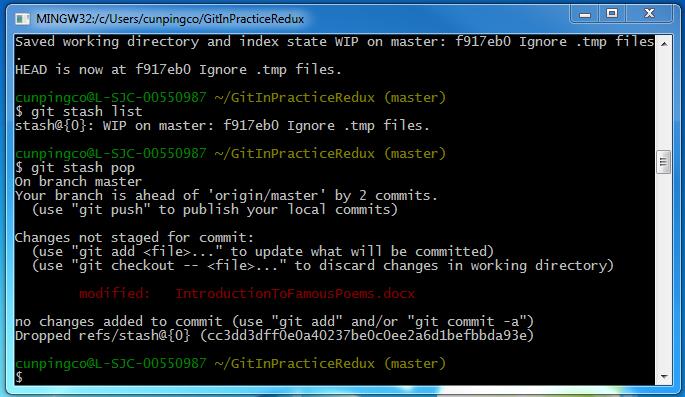 MINGW32:/c/Users/cunpingco/GitInPracticeRedux
Saved working directory and index state WIP on master: f917eb0 Ignore .tmp files
.
HEAD is now at f917eb0 Ignore .tmp files.
cunpingco@L-SJC-00550987 ~/GitInPracticeRedux (master)
$ git stash list
stash@{0}: WIP on master: f917eb0 Ignore .tmp files.
cunpingco@L-SJC-00550987 ~/GitInPracticeRedux (master)
$ git stash pop
On branch master
Your branch is ahead of 'origin/master' by 2 commits.
  (use "git push" to publish your local commits)
Changes not staged for commit:
  (use "git add <file>..." to update what will be committed)
  (use "git checkout -- <file>..." to discard changes in working directory)
        modified:   IntroductionToFamousPoems.docx
no changes added to commit (use "git add" and/or "git commit -a")
Dropped refs/stash@{0} (cc3dd3dff0e0a40237be0c0ee2a6d1befbbda93e)
cunpingco@L-SJC-00550987 ~/GitInPracticeRedux (master)
$